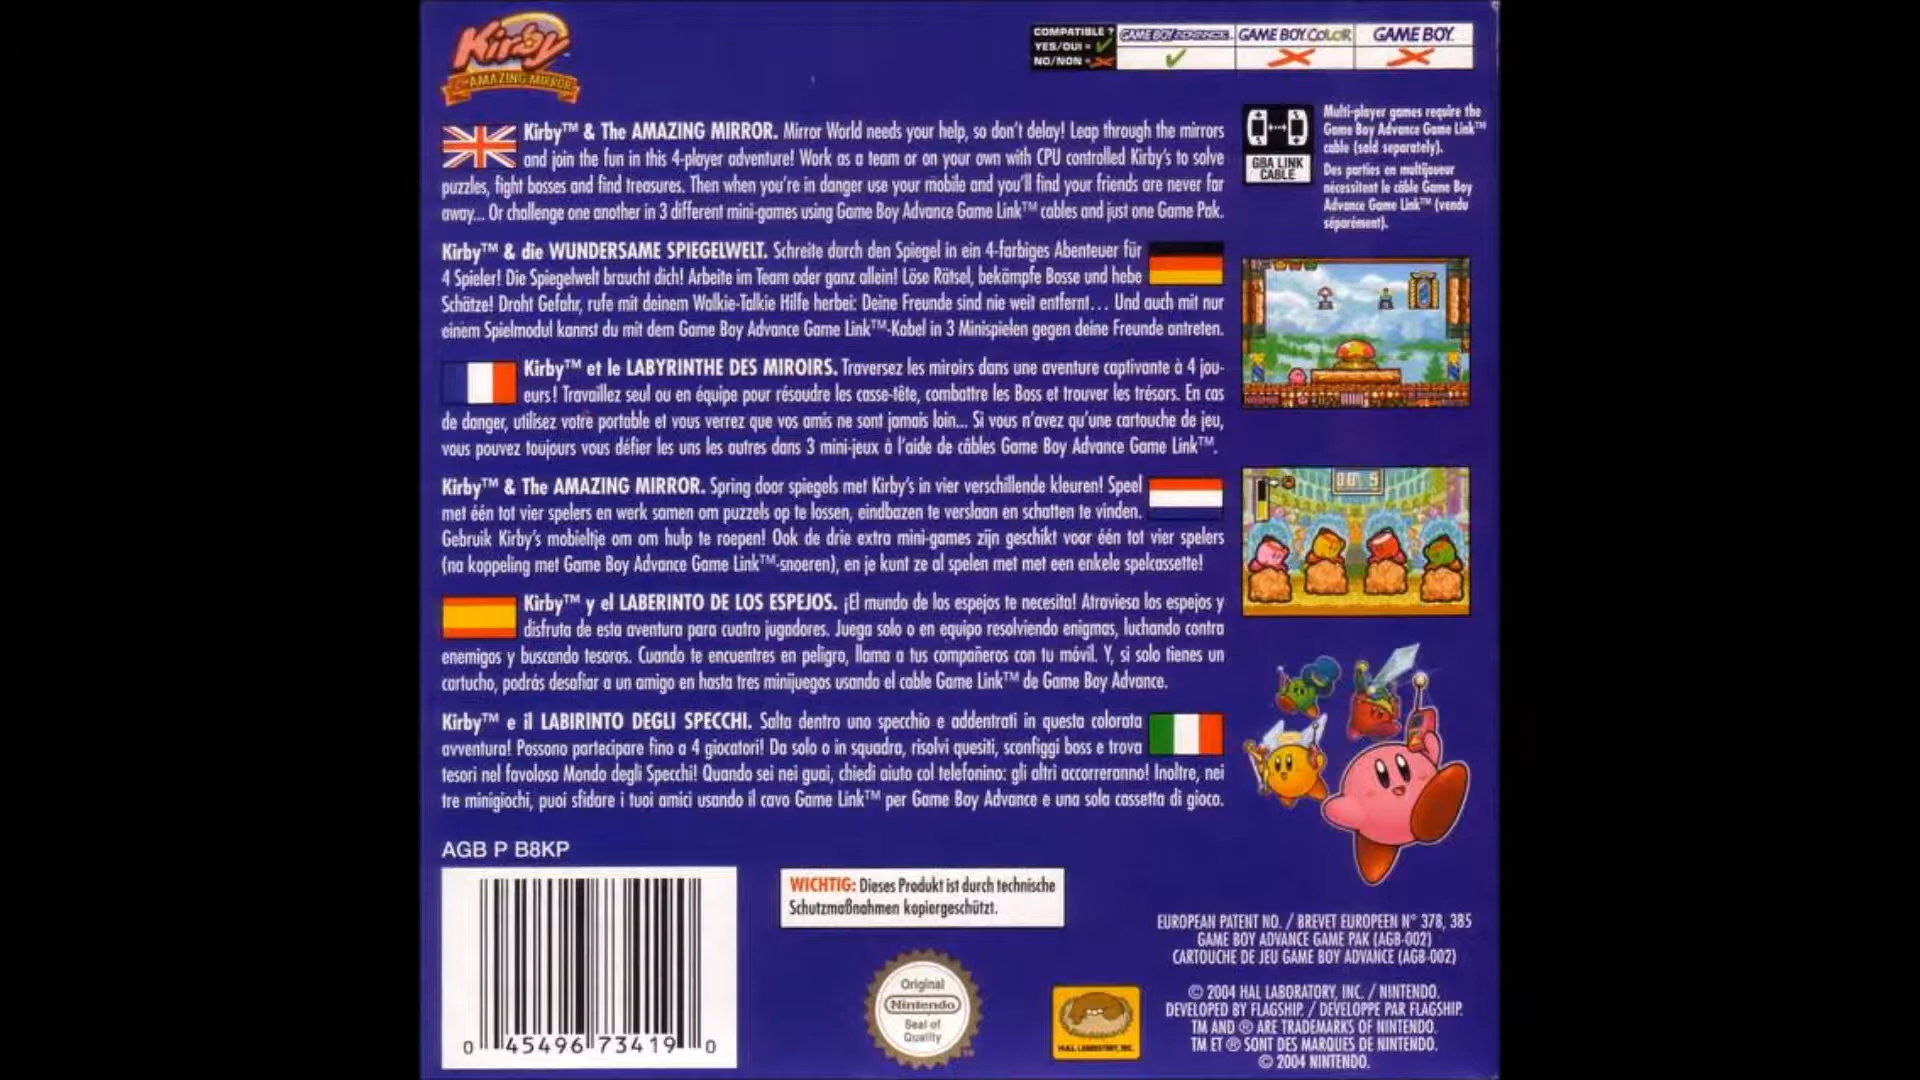 Kirby
& The AMAZING MIRROR
COMPATIBLE ?
YES/OUI =
NO/NON =
GAME BOY ADVANCE
GAME BOY COLOR
GAME BOY
Kirby™ & The AMAZING MIRROR. Mirror World needs your help, so don't delay! Leap through the mirrors
and join the fun in this 4-player adventure! Work as a team or on your own with CPU controlled Kirby's to solve
puzzles, fight bosses and find treasures. Then when you're in danger use your mobile and you'll find your friends are never far
away... Or challenge one another in 3 different mini-games using Game Boy Advance Game Link™ cables and just one Game Pak.
Kirby™ & die WUNDERSAME SPIEGELWELT. Schreite durch den Spiegel in ein 4-farbiges Abenteuer für
4 Spieler! Die Spiegelwelt braucht dich! Arbeite im Team oder ganz allein! Löse Rätsel, bekämpfe Bosse und hebe
Schätze! Droht Gefahr, rufe mit deinem Walkie-Talkie Hilfe herbei: Deine Freunde sind nie weit entfernt... Und auch mit nur
einem Spielmodul kannst du mit dem Game Boy Advance Game Link™-Kabel in 3 Minispielen gegen deine Freunde antreten.
Kirby™ et le LABYRINTHE DES MIROIRS. Traversez les miroirs dans une aventure captivante à 4 jou-
eurs! Travaillez seul ou en équipe pour résoudre les casse-tête, combattre les Boss et trouver les trésors. En cas
de danger, utilisez votre portable et vous verrez que vos amis ne sont jamais loin... Si vous n'avez qu'une cartouche de jeu,
vous pouvez toujours vous défier les uns les autres dans 3 mini-jeux à l'aide de câbles Game Boy Advance Game Link™.
Kirby™ & The AMAZING MIRROR. Spring door spiegels met Kirby's in vier verschillende kleuren! Speel
met één tot vier spelers en werk samen om puzzels op te lossen, eindbazen te verslaan en schatten te vinden.
Gebruik Kirby's mobieltje om om hulp te roepen! Ook de drie extra mini-games zijn geschikt voor één tot vier spelers
(na koppeling met Game Boy Advance Game Link™-snoeren), en je kunt ze al spelen met met een enkele spelcassette!
Kirby™ y el LABERINTO DE LOS ESPEJOS. ¡El mundo de los espejos te necesita! Atraviesa los espejos y
disfruta de esta aventura para cuatro jugadores. Juega solo o en equipo resolviendo enigmas, luchando contra
enemigos y buscando tesoros. Cuando te encuentres en peligro, llama a tus compañeros con tu móvil. Y, si solo tienes un
cartucho, podrás desafiar a un amigo en hasta tres minijuegos usando el cable Game Link™ de Game Boy Advance.
Kirby™ e il LABIRINTO DEGLI SPECCHI. Salta dentro uno specchio e addentrati in questa colorata
avventura! Possono partecipare fino a 4 giocatori! Da solo o in squadra, risolvi quesiti, sconfiggi boss e trova
tesori nel favoloso Mondo degli Specchi! Quando sei nei guai, chiedi aiuto col telefonino: gli altri accorreranno! Inoltre, nei
tre minigiochi, puoi sfidare i tuoi amici usando il cavo Game Link™ per Game Boy Advance e una sola cassetta di gioco.
GBA LINK
CABLE
Multi-player games require the
Game Boy Advance Game Link™
cable (sold separately).
Des parties en multijoueur
nécessitent le câble Game Boy
Advance Game Link™ (vendu
séparément).
AGB P B8KP
0 45496 73419 0
WICHTIG: Dieses Produkt ist durch technische
Schutzmaßnahmen kopiergeschützt.
Original
Nintendo
Seal of
Quality
HAL LABORATORY, INC.
EUROPEAN PATENT NO. / BREVET EUROPEEN N° 378, 385
GAME BOY ADVANCE GAME PAK (AGB-002)
CARTOUCHE DE JEU GAME BOY ADVANCE (AGB-002)
© 2004 HAL LABORATORY, INC. / NINTENDO.
DEVELOPED BY FLAGSHIP. / DEVELOPPE PAR FLAGSHIP.
TM AND ® ARE TRADEMARKS OF NINTENDO.
TM ET ® SONT DES MARQUES DE NINTENDO.
© 2004 NINTENDO.